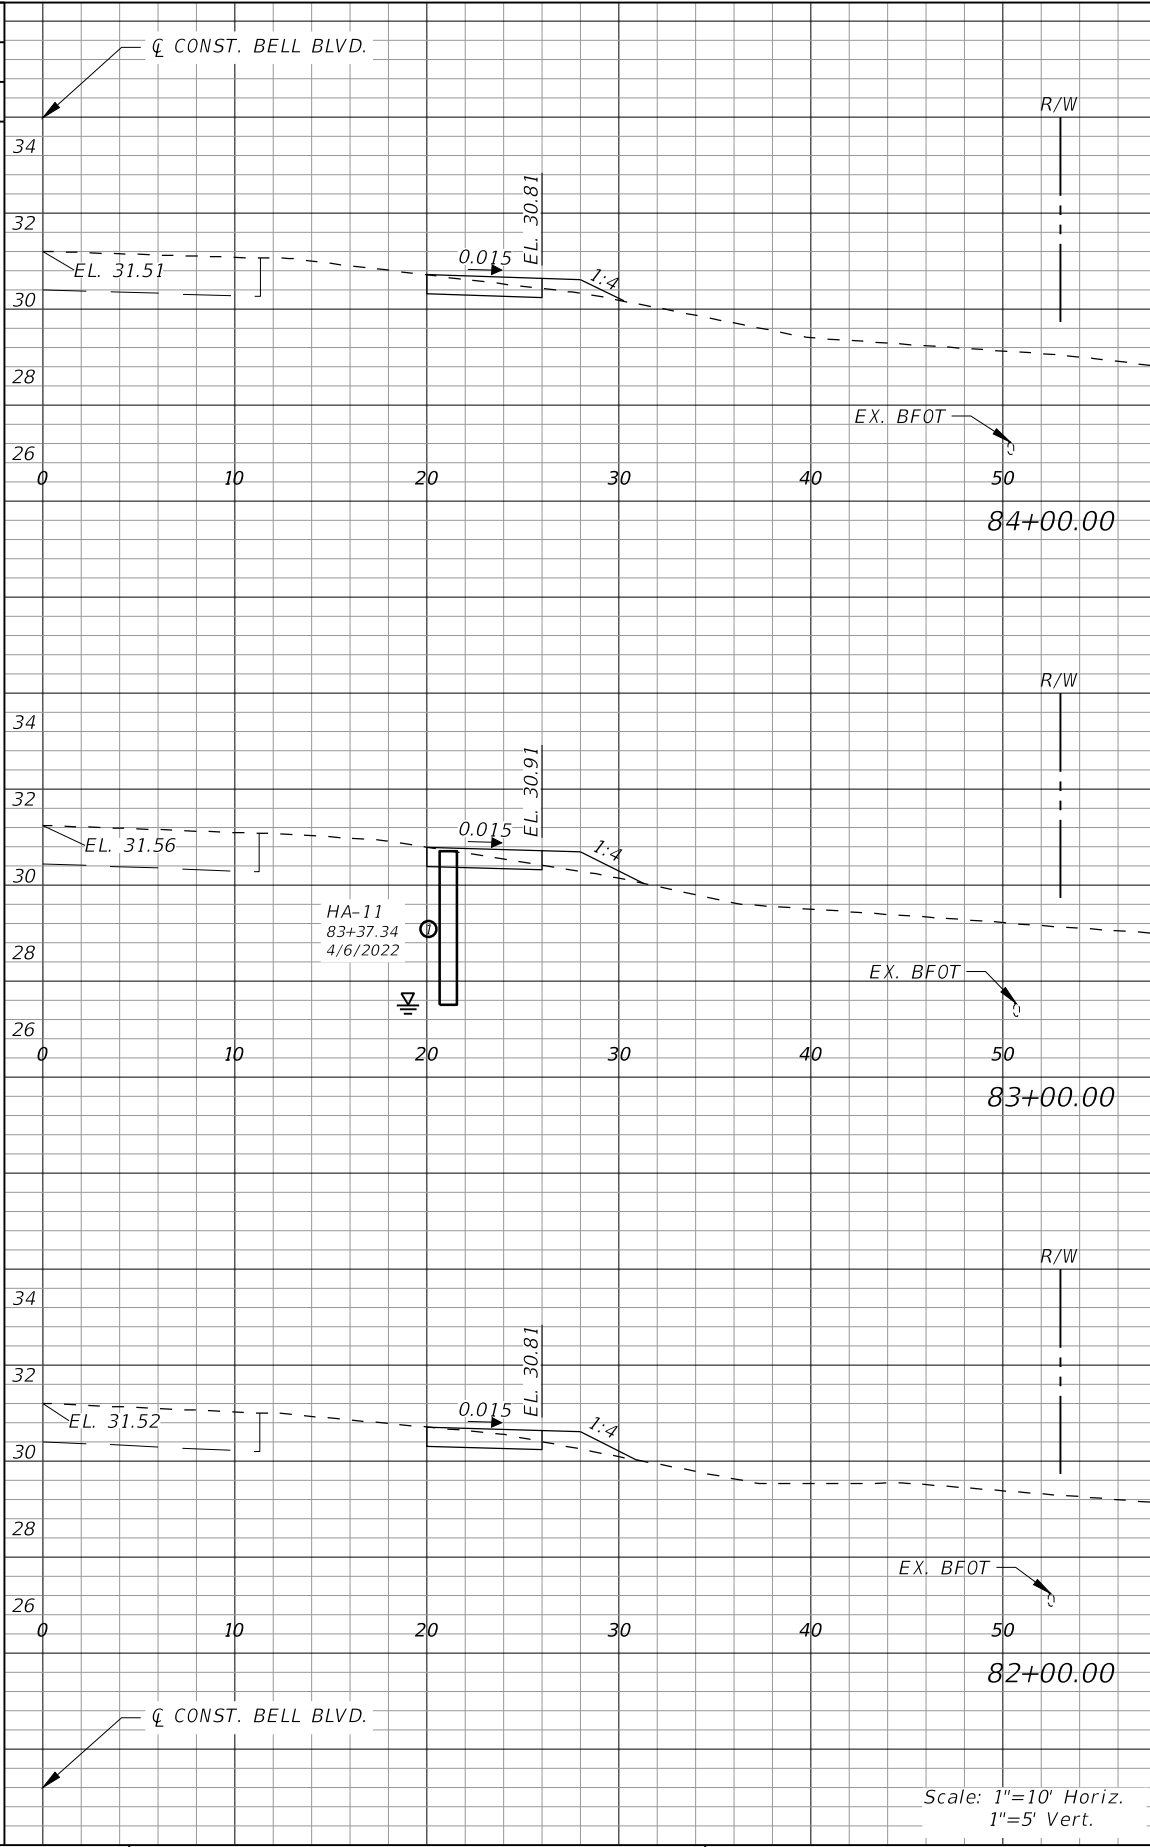 ℄ CONST. BELL BLVD.
R/W
34
EL. 30.81
32
0.015
EL. 31.51
1:4
30
28
EX. BFOT
26
0 10 20 30 40 50
84+00.00
R/W
34
EL. 30.91
32
0.015
EL. 31.56
1:4
30
HA-11
83+37.34
1
4/6/2022
28
EX. BFOT
26
0 10 20 30 40 50
83+00.00
R/W
34
EL. 30.81
32
0.015
EL. 31.52
1:4
30
28
EX. BFOT
26
0 10 20 30 40 50
82+00.00
℄ CONST. BELL BLVD.
Scale: 1"=10' Horiz.
1"=5' Vert.